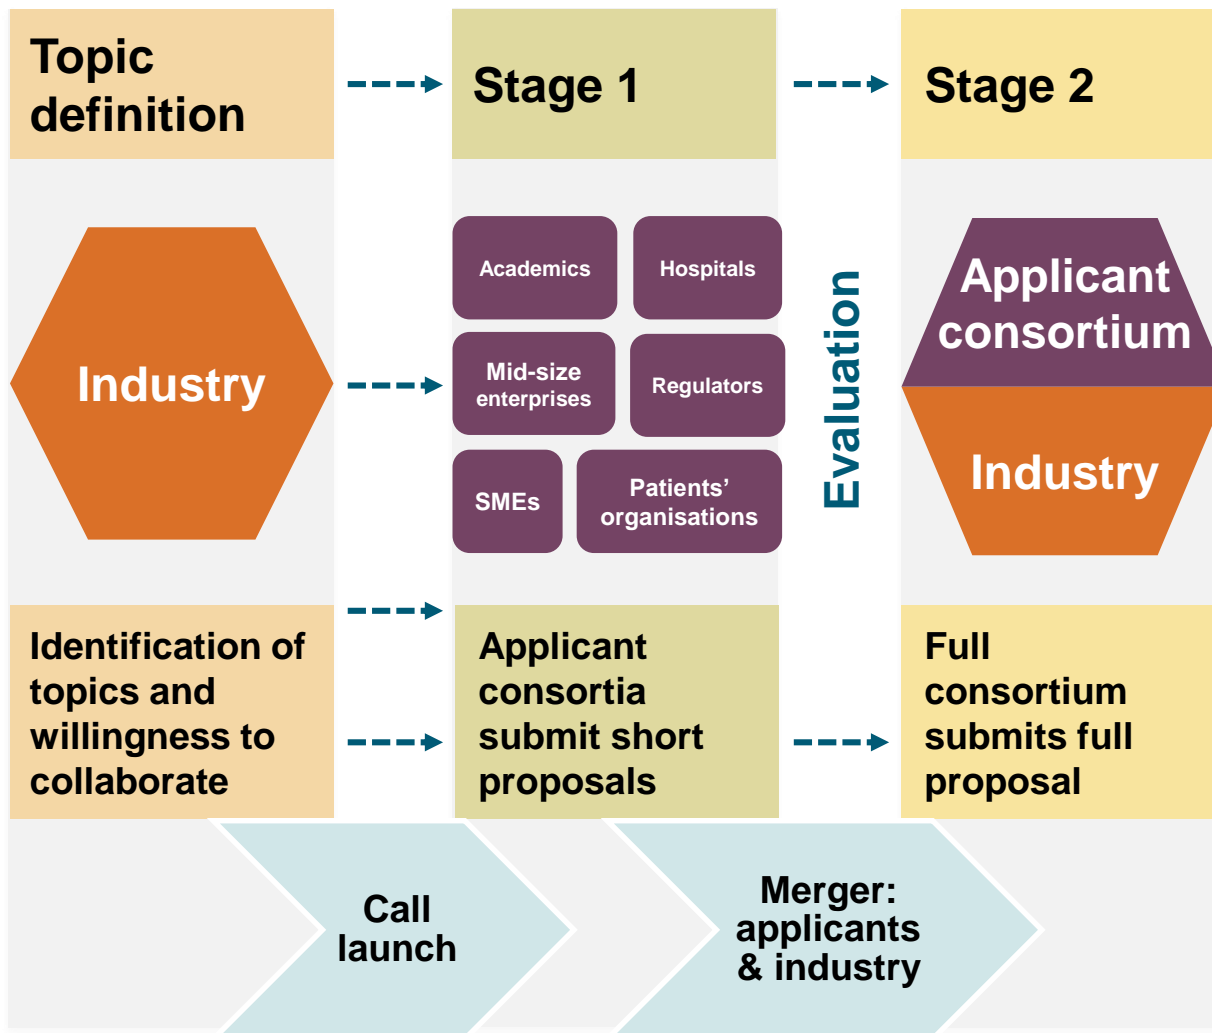 Topic
definition
Stage 1
Stage 2
Industry
Academics
Hospitals
Mid-size
enterprises
Regulators
SMEs
Patients’
organisations
Evaluation
Applicant
consortium
Industry
Identification of
topics and
willingness to
collaborate
Applicant
consortia
submit short
proposals
Full
consortium
submits full
proposal
Call
launch
Merger:
applicants
& industry